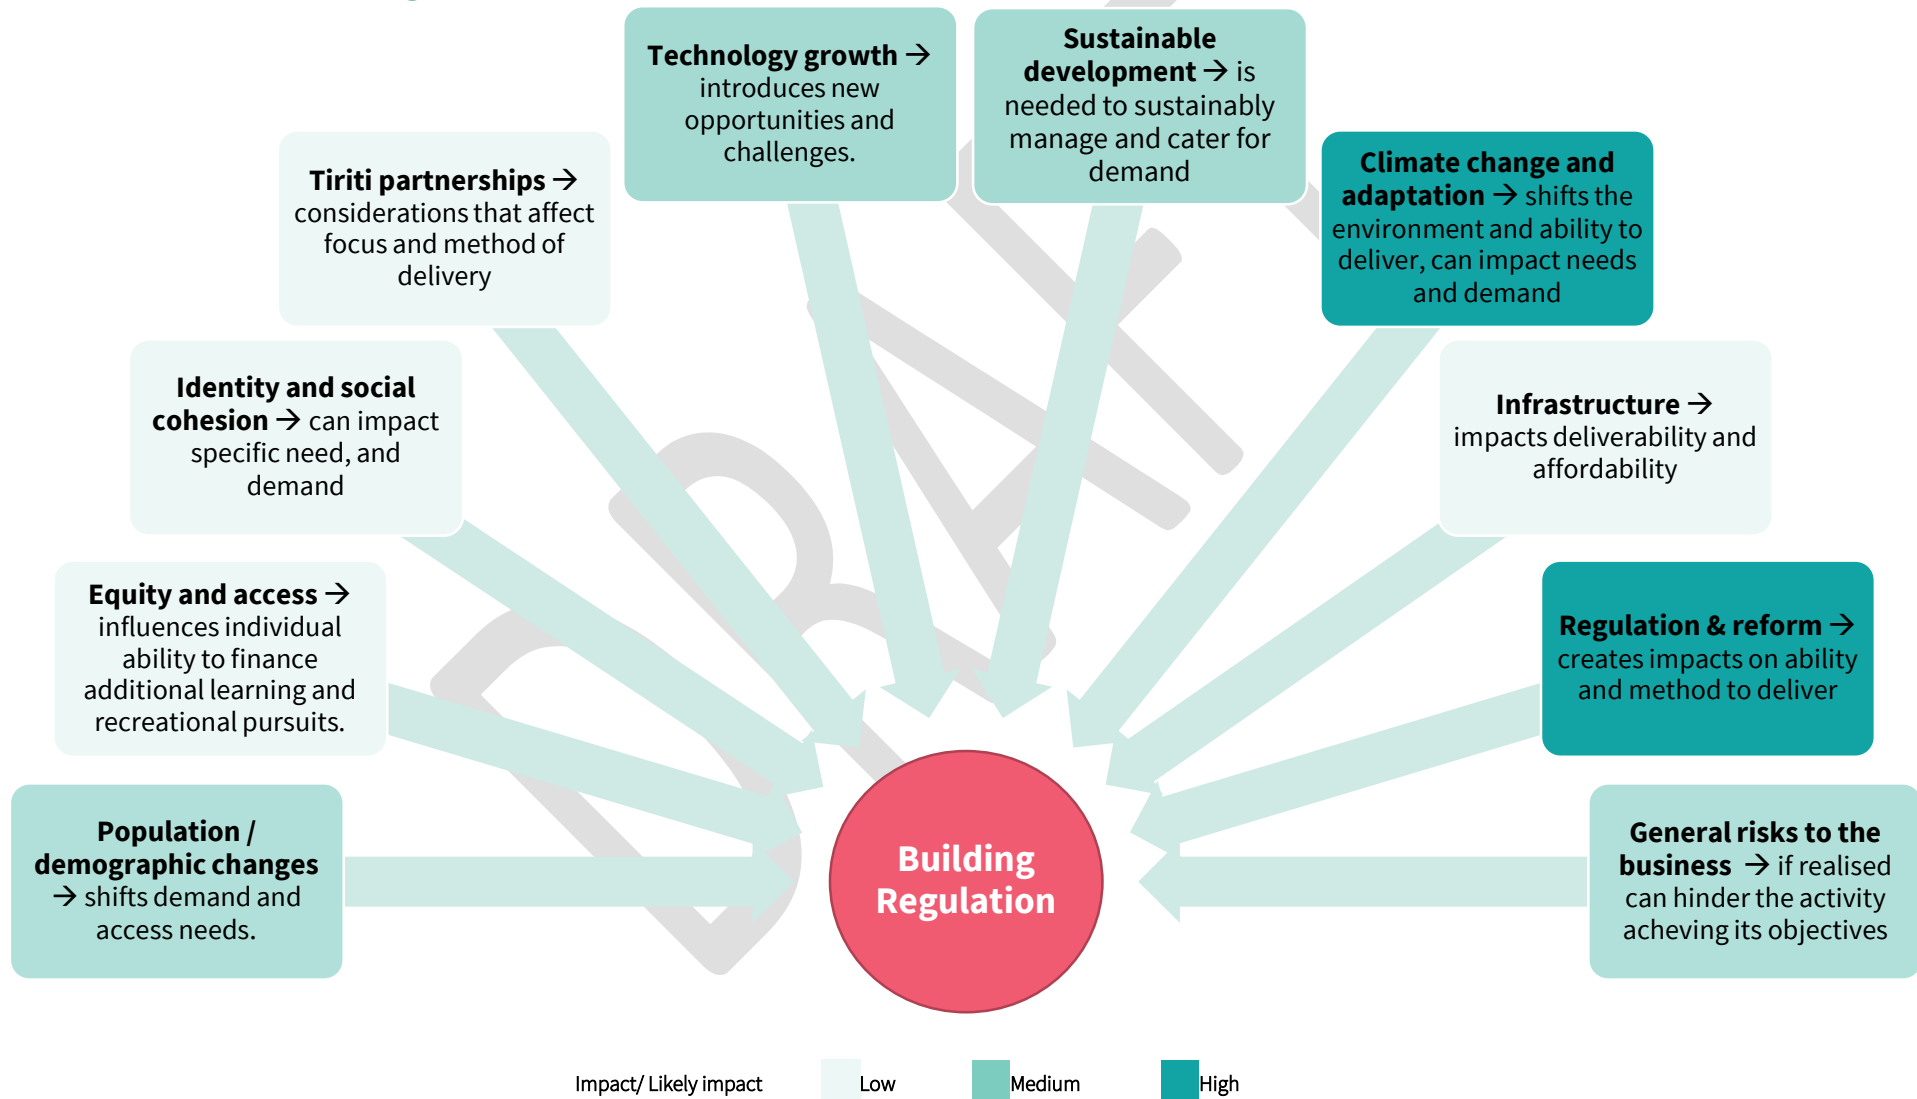 Technology growth →
introduces new
opportunities and
challenges.
Sustainable
development → is
needed to sustainably
manage and cater for
demand
Tiriti partnerships →
considerations that affect
focus and method of
delivery
Climate change and
adaptation → shifts the
environment and ability to
deliver, can impact needs
and demand
Identity and social
cohesion → can impact
specific need, and
demand
Infrastructure →
impacts deliverability and
affordability
Equity and access →
influences individual
ability to finance
additional learning and
recreational pursuits.
Regulation & reform →
creates impacts on ability
and method to deliver
Population /
demographic changes
→ shifts demand and
access needs.
General risks to the
business → if realised
can hinder the activity
acheving its objectives
Building
Regulation
DRAFT
Impact/ Likely impact Low Medium High